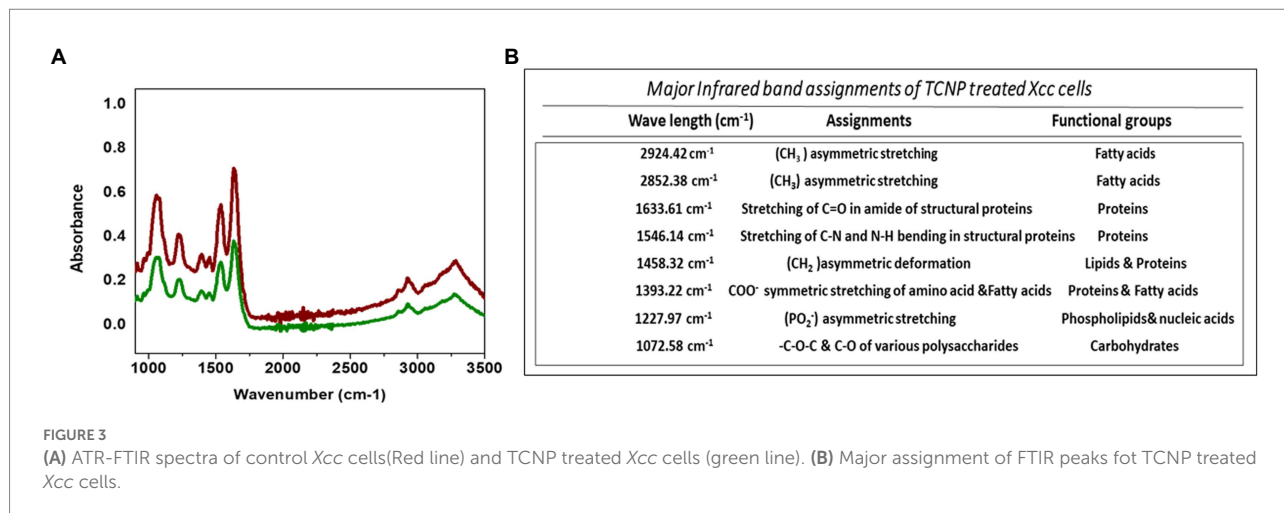 A
1.0
0.8
0.6
0.4
0.2
0.0
Absorbance
1000 1500 2000 2500 3000 3500
Wavenumber (cm-1)
B
Major Infrared band assignments of TCNP treated Xcc cells
Wave length (cm⁻¹) Assignments Functional groups
2924.42 cm⁻¹ (CH₃ ) asymmetric stretching Fatty acids
2852.38 cm⁻¹ (CH₃) asymmetric stretching Fatty acids
1633.61 cm⁻¹ Stretching of C=O in amide of structural proteins Proteins
1546.14 cm⁻¹ Stretching of C-N and N-H bending in structural proteins Proteins
1458.32 cm⁻¹ (CH₂ )asymmetric deformation Lipids & Proteins
1393.22 cm⁻¹ COO⁻ symmetric stretching of amino acid &Fatty acids Proteins & Fatty acids
1227.97 cm⁻¹ (PO₂⁻) asymmetric stretching Phospholipids& nucleic acids
1072.58 cm⁻¹ -C-O-C & C-O of various polysaccharides Carbohydrates
FIGURE 3
(A) ATR-FTIR spectra of control Xcc cells(Red line) and TCNP treated Xcc cells (green line). (B) Major assignment of FTIR peaks fot TCNP treated
Xcc cells.